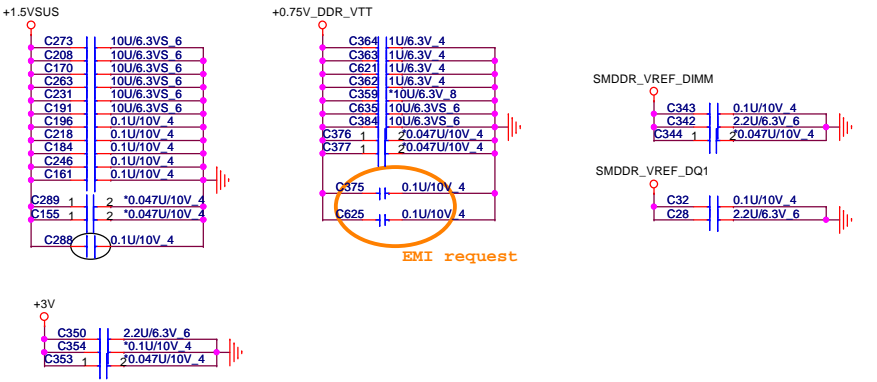 +1.5VSUS
C273 10U/6.3VS_6
C208 10U/6.3VS_6
C170 10U/6.3VS_6
C263 10U/6.3VS_6
C231 10U/6.3VS_6
C191 10U/6.3VS_6
C196 0.1U/10V_4
C218 0.1U/10V_4
C184 0.1U/10V_4
C246 0.1U/10V_4
C161 0.1U/10V_4
C289 1 2 *0.047U/10V_4
C155 1 2 *0.047U/10V_4
C288 0.1U/10V_4
+0.75V_DDR_VTT
C364 1U/6.3V_4
C363 1U/6.3V_4
C621 1U/6.3V_4
C362 1U/6.3V_4
C359 *10U/6.3V_8
C635 10U/6.3VS_6
C384 10U/6.3VS_6
C376 1 2 *0.047U/10V_4
C377 1 2 *0.047U/10V_4
C375 0.1U/10V_4
C625 0.1U/10V_4
EMI request
SMDDR_VREF_DIMM
C343 0.1U/10V_4
C342 2.2U/6.3V_6
C344 1 2 *0.047U/10V_4
SMDDR_VREF_DQ1
C32 0.1U/10V_4
C28 2.2U/6.3V_6
+3V
C350 2.2U/6.3V_6
C354 *0.1U/10V_4
C353 1 2 *0.047U/10V_4